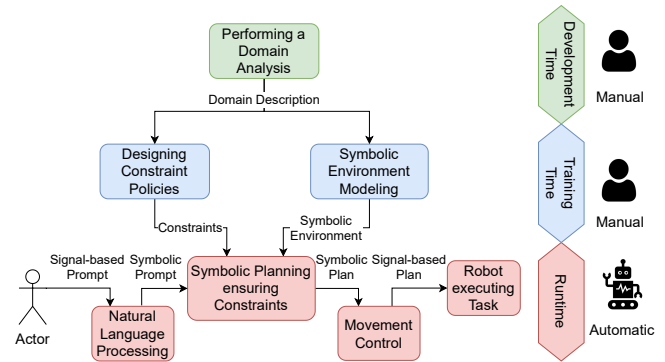 Performing a
Domain
Analysis
Domain Description
Designing
Constraint
Policies
Symbolic
Environment
Modeling
Constraints
Symbolic
Environment
Signal-based
Prompt
Symbolic
Prompt
Symbolic Planning
ensuring
Constraints
Symbolic
Plan
Signal-based
Plan
Robot
executing
Task
Natural
Language
Processing
Movement
Control
Actor
Development
Time
Manual
Training
Time
Manual
Runtime
Automatic